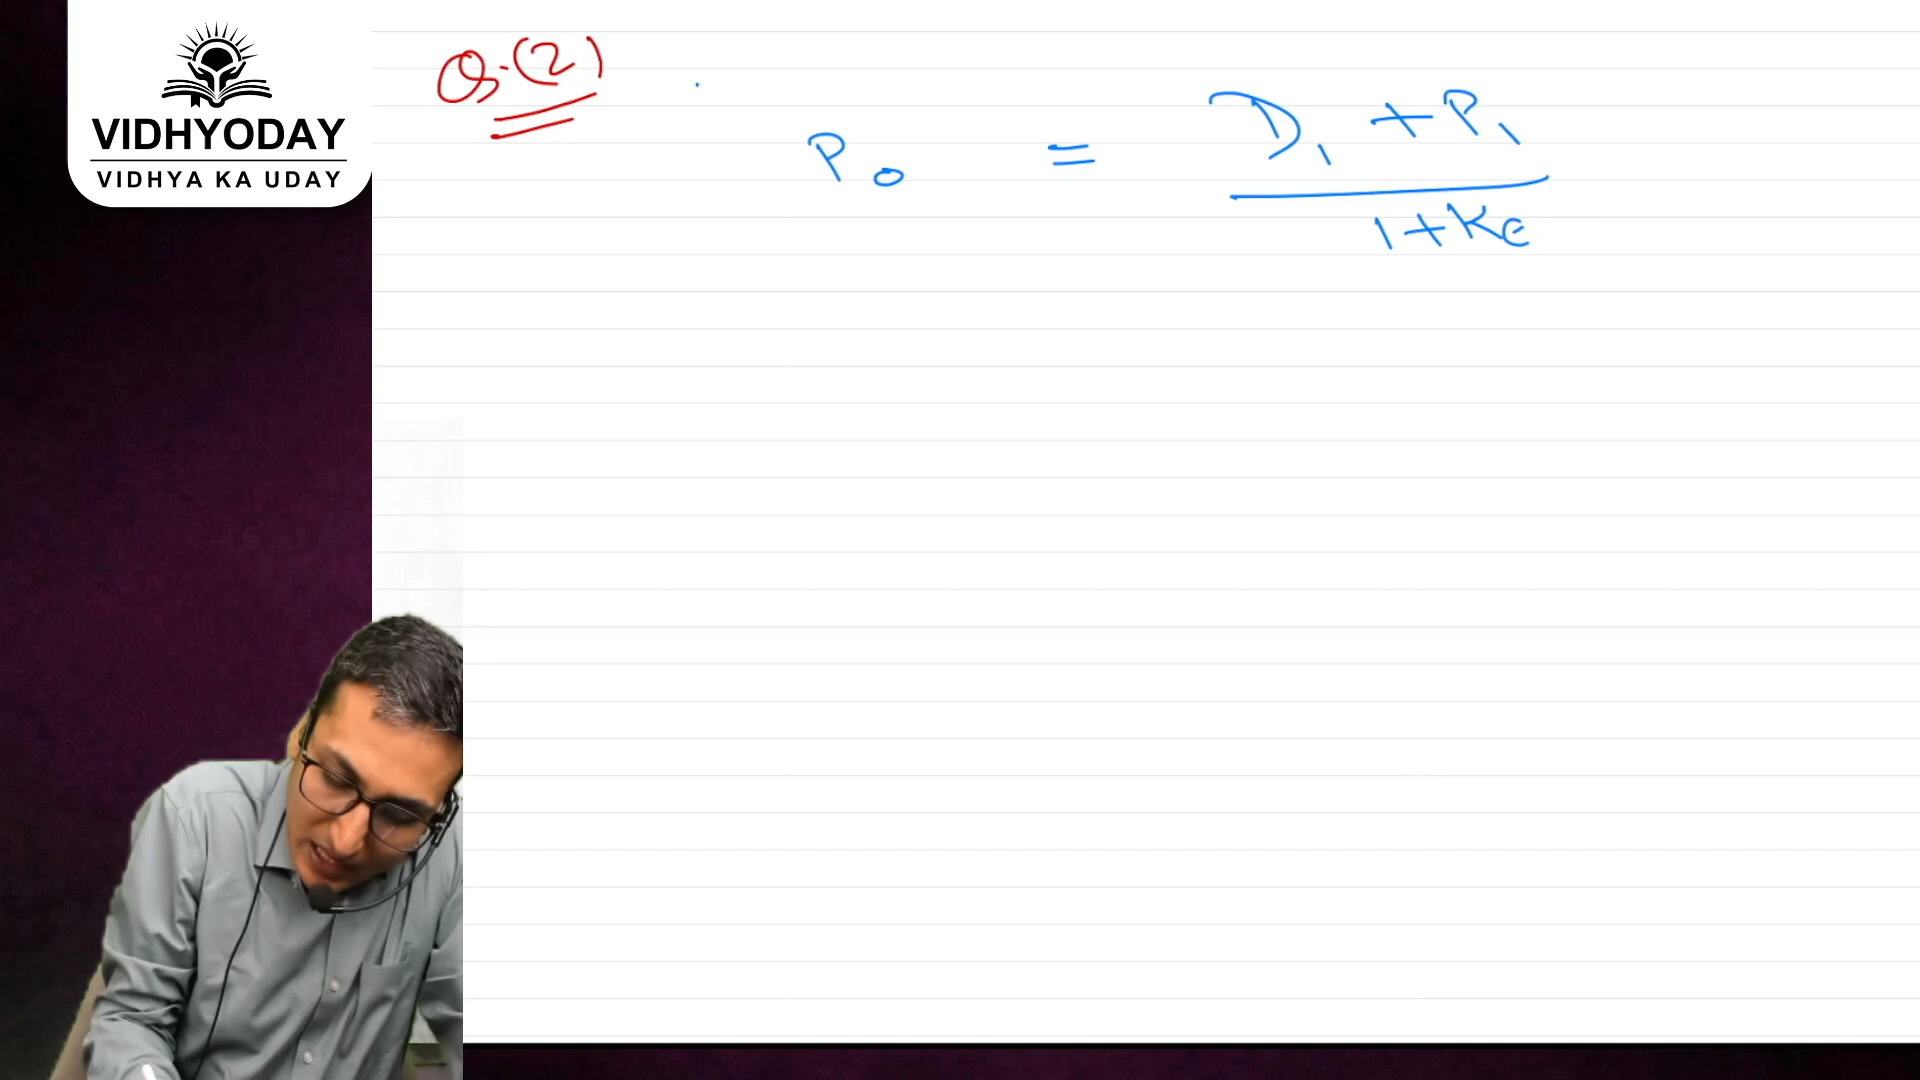 VIDHYODAY
VIDHYA KA UDAY
Q.(2)
P₀ = (D₁ + P₁) / (1 + Ke)